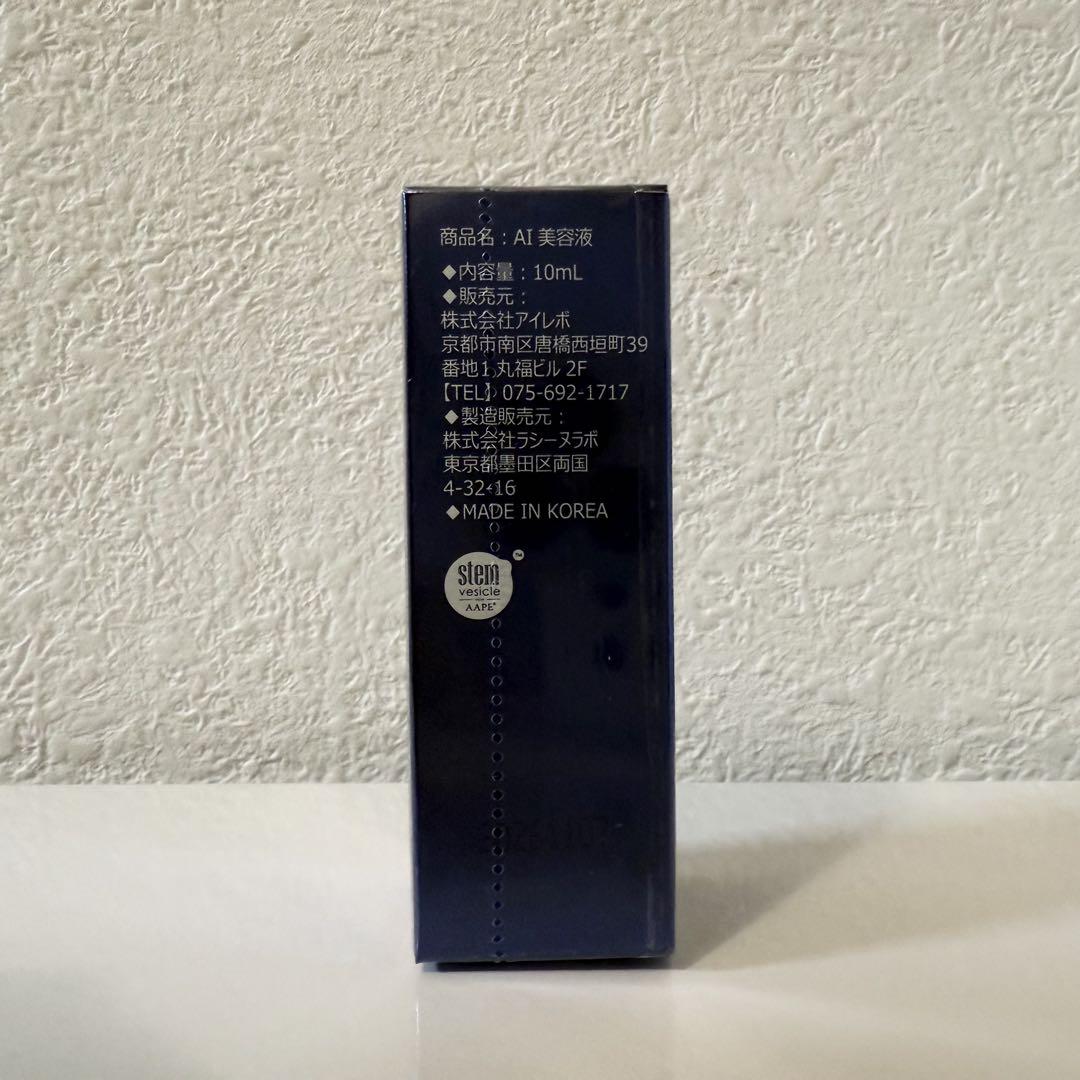 商品名：AI 美容液
◆内容量：10mL
◆販売元：
株式会社アイレボ
京都市南区唐橋西垣町39
番地1 丸福ビル 2F
【TEL】075-692-1717
◆製造販売元：
株式会社ラシーヌラボ
東京都墨田区両国
4-32-16
◆MADE IN KOREA
stem
vesicle
AAPE®
™